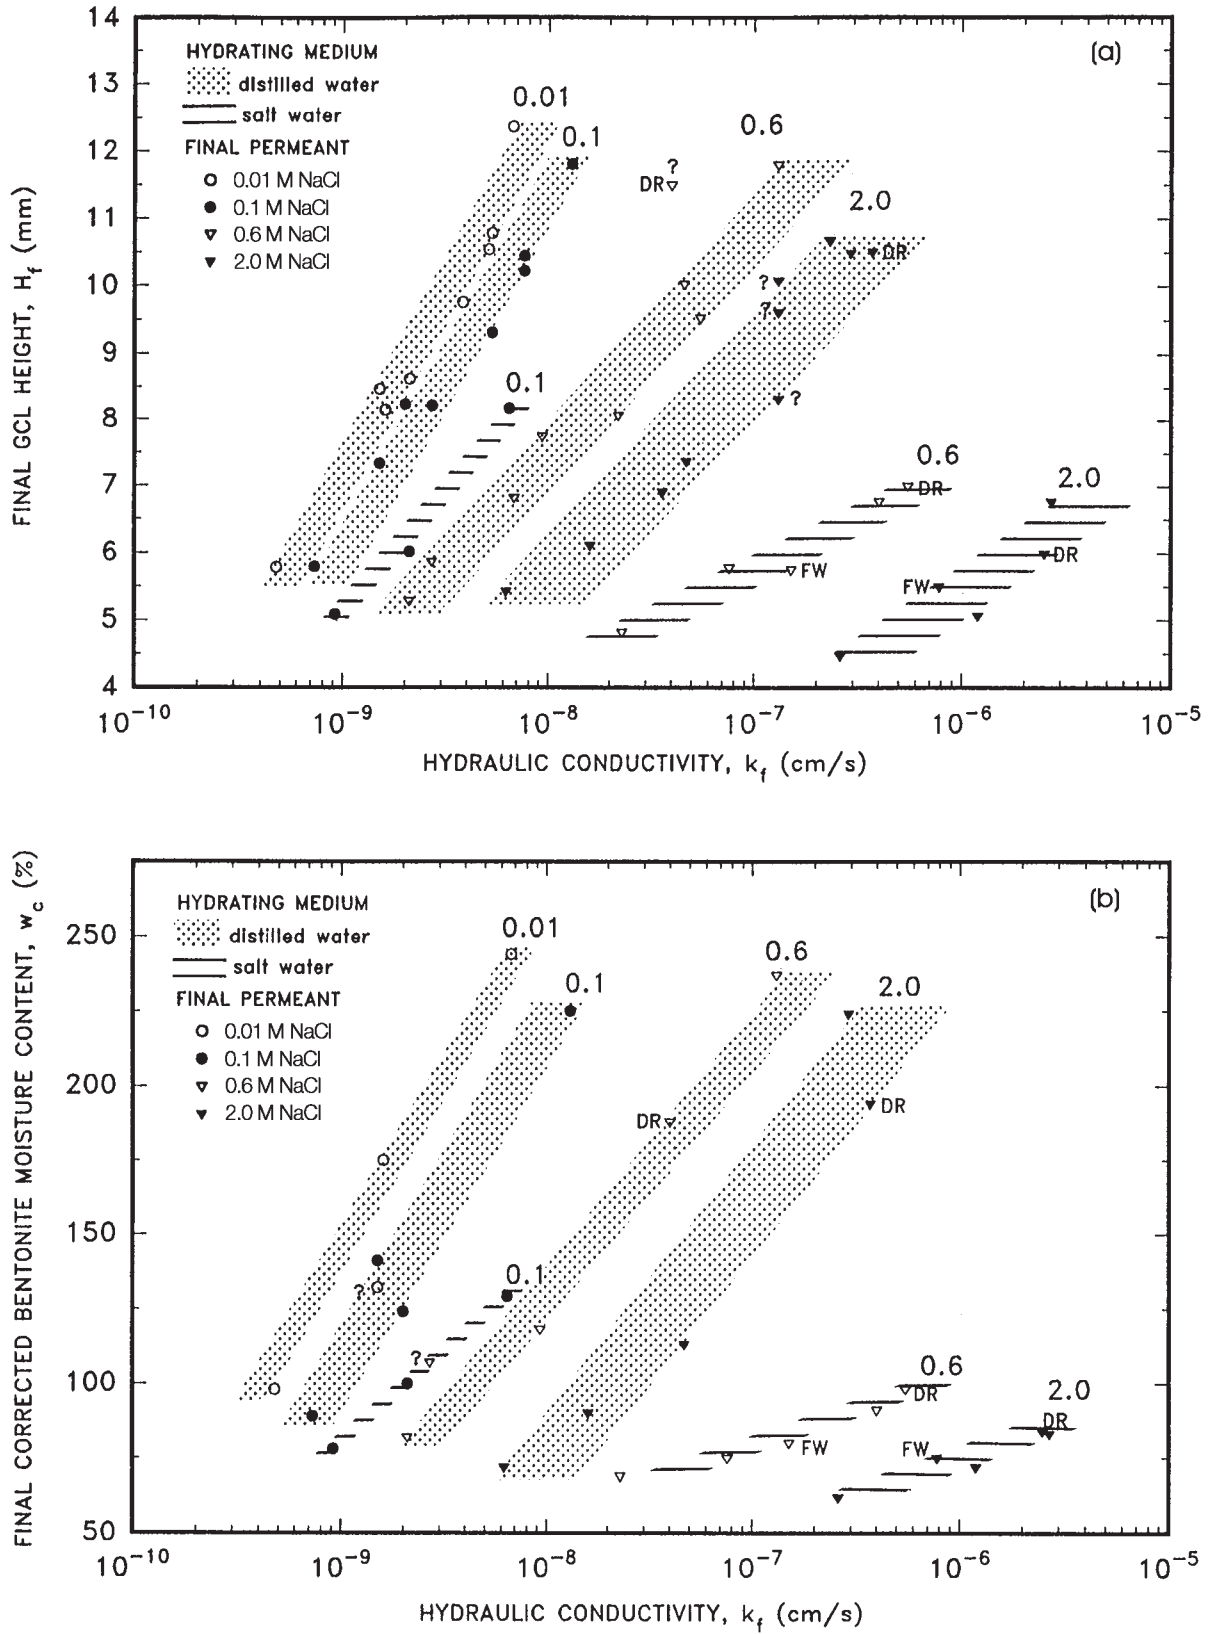 (a)
14
13
12
11
10
9
8
7
6
5
4
FINAL GCL HEIGHT, H_f (mm)
HYDRATING MEDIUM
distilled water
salt water
FINAL PERMEANT
0.01 M NaCl
0.1 M NaCl
0.6 M NaCl
2.0 M NaCl
0.01
0.1
0.6
?
DR
2.0
DR
?
?
0.1
?
0.6
DR
2.0
DR
FW
FW
10⁻¹⁰ 10⁻⁹ 10⁻⁸ 10⁻⁷ 10⁻⁶ 10⁻⁵
HYDRAULIC CONDUCTIVITY, k_f (cm/s)
(b)
250
200
150
100
50
FINAL CORRECTED BENTONITE MOISTURE CONTENT, w_c (%)
HYDRATING MEDIUM
distilled water
salt water
FINAL PERMEANT
0.01 M NaCl
0.1 M NaCl
0.6 M NaCl
2.0 M NaCl
0.01
0.1
0.6
2.0
DR
DR
?
0.1
?
0.6
DR
2.0
DR
FW
FW
10⁻¹⁰ 10⁻⁹ 10⁻⁸ 10⁻⁷ 10⁻⁶ 10⁻⁵
HYDRAULIC CONDUCTIVITY, k_f (cm/s)